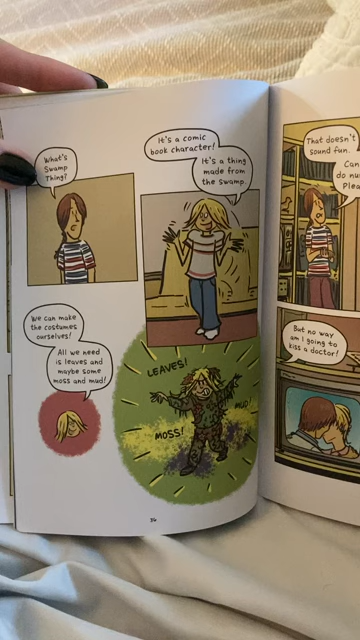 What's
Swamp
Thing?
It's a comic
book character!
It's a thing
made from
the swamp.
We can make
the costumes
ourselves!
All we need
is leaves and
maybe some
moss and mud!
LEAVES!
MUD!
MOSS!
36
That doesn't
sound fun.
Can
do
Plea
But no way
am I going to
kiss a doctor!